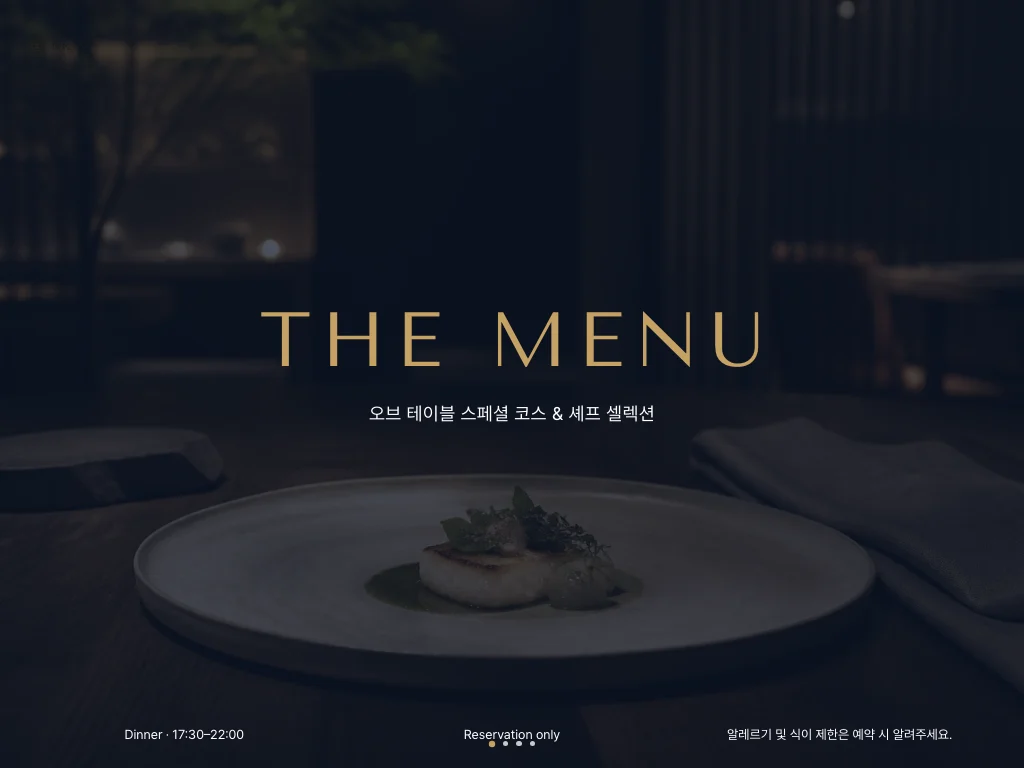 THE MENU
오브 테이블 스페셜 코스 & 셰프 셀렉션
Dinner · 17:30–22:00
Reservation only
알레르기 및 식이 제한은 예약 시 알려주세요.